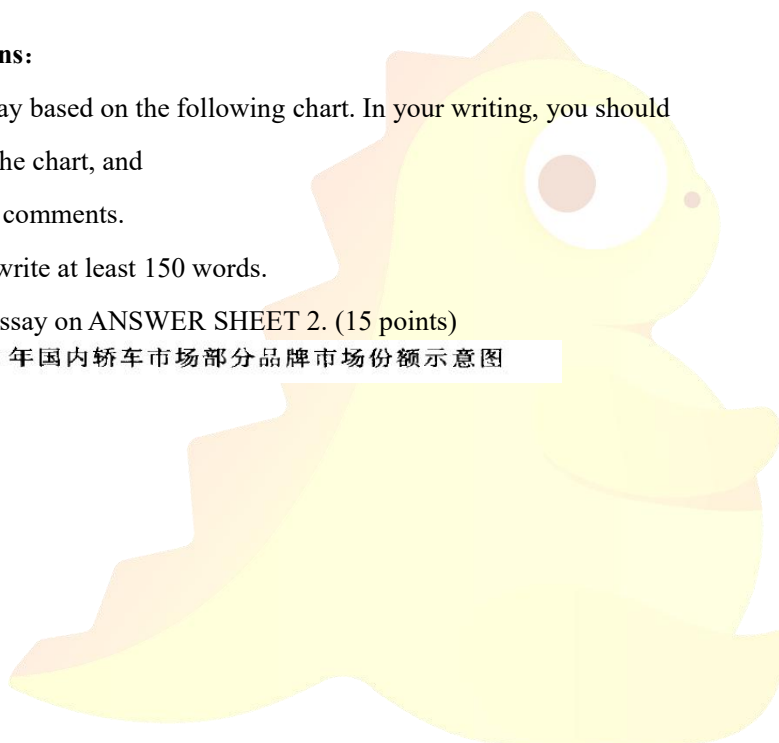 ns：
ay based on the following chart. In your writing, you should
he chart, and
comments.
write at least 150 words.
ssay on ANSWER SHEET 2. (15 points)
年国内轿车市场部分品牌市场份额示意图